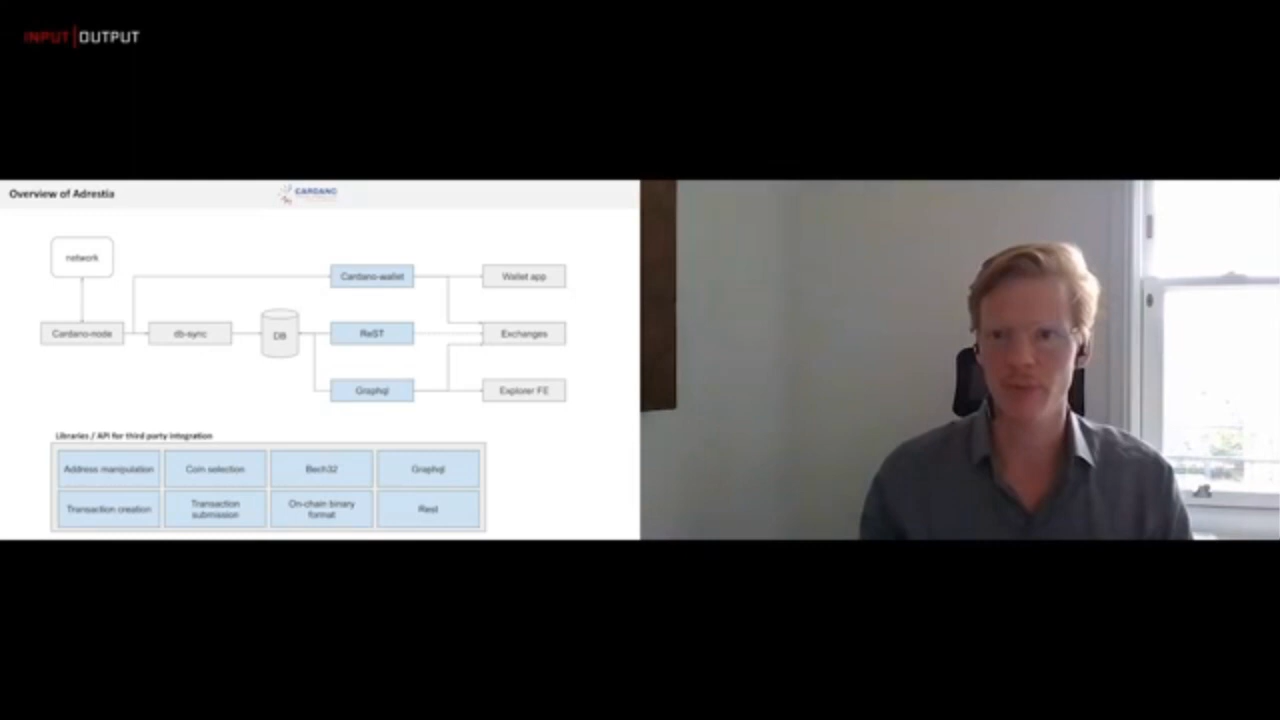 INPUT|OUTPUT
Overview of Adrestia
CARDANO
network
Cardano-wallet
Wallet app
Cardano-node
db-sync
DB
ReST
Exchanges
Graphql
Explorer FE
Libraries / API for third party integration
Address manipulation
Coin selection
Bech32
Graphql
Transaction creation
Transaction
submission
On-chain binary
format
Rest